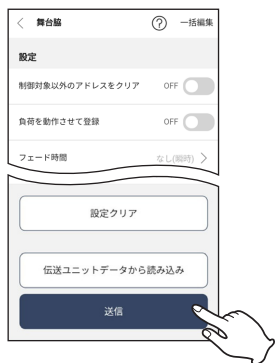 舞台脇 ? 一括編集
設定
制御対象以外のアドレスをクリア OFF
負荷を動作させて登録 OFF
フェード時間 なし(瞬時)
設定クリア
伝送ユニットデータから読み込み
送信